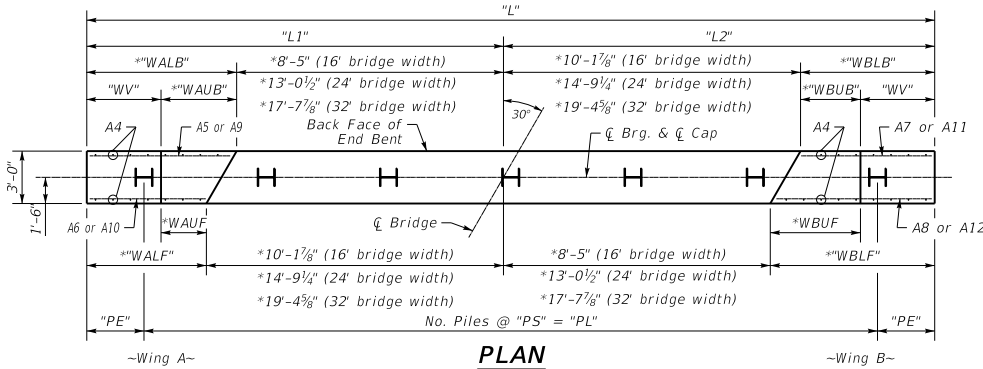 "L"
"L1" "L2"
*"WALB" *8'-5" (16' bridge width) *10'-1⅞" (16' bridge width) *"WBLB"
*13'-0½" (24' bridge width) *14'-9¼" (24' bridge width)
"WV" *"WAUB" *"WBUB" "WV"
*17'-7⅞" (32' bridge width) *19'-4⅝" (32' bridge width)
30°
A4 A5 or A9 Back Face of
End Bent ℄ Brg. & ℄ Cap A4 A7 or A11
3'-0"
1'-6"
A6 or A10 *WAUF ℄ Bridge *WBUF A8 or A12
*"WALF" *10'-1⅞" (16' bridge width) *8'-5" (16' bridge width) *"WBLF"
*14'-9¼" (24' bridge width) *13'-0½" (24' bridge width)
*19'-4⅝" (32' bridge width) *17'-7⅞" (32' bridge width)
"PE" No. Piles @ "PS" = "PL" "PE"
~Wing A~ PLAN ~Wing B~